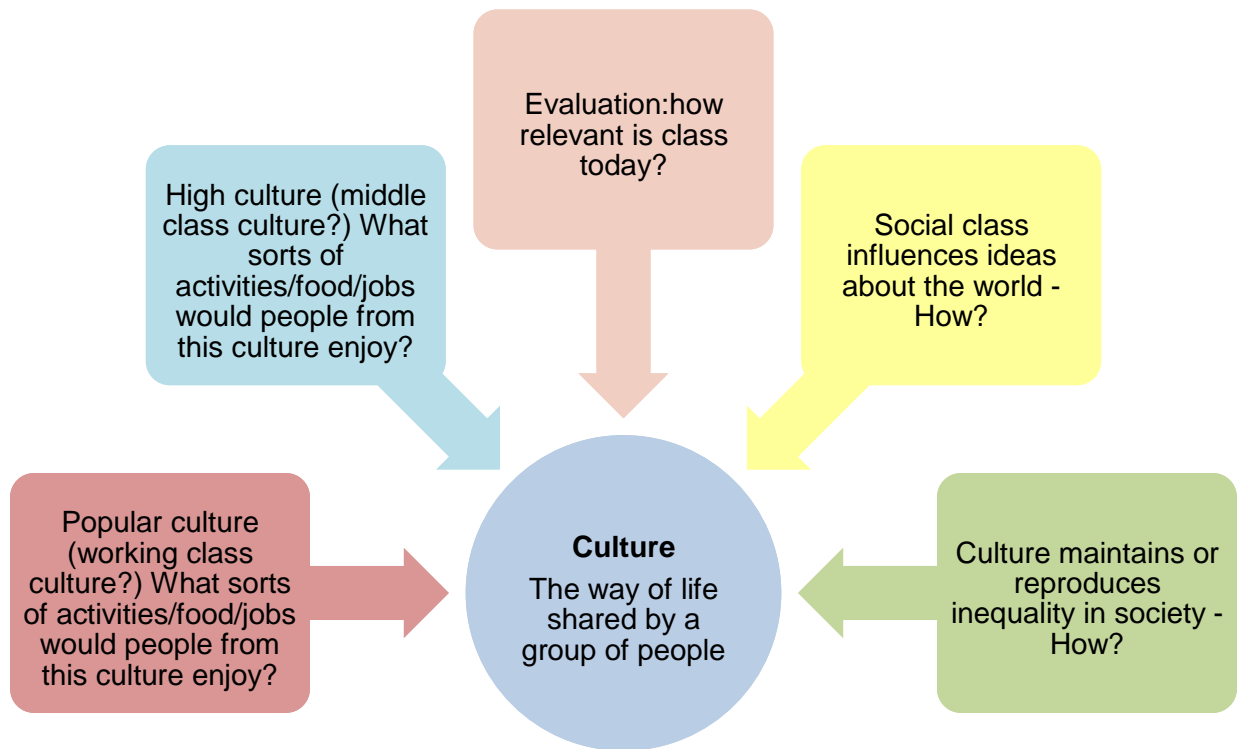 Evaluation:how
relevant is class
today?
High culture (middle
class culture?) What
sorts of
activities/food/jobs
would people from
this culture enjoy?
Social class
influences ideas
about the world -
How?
Popular culture
(working class
culture?) What sorts
of activities/food/jobs
would people from
this culture enjoy?
Culture
The way of life
shared by a
group of people
Culture maintains or
reproduces
inequality in society -
How?